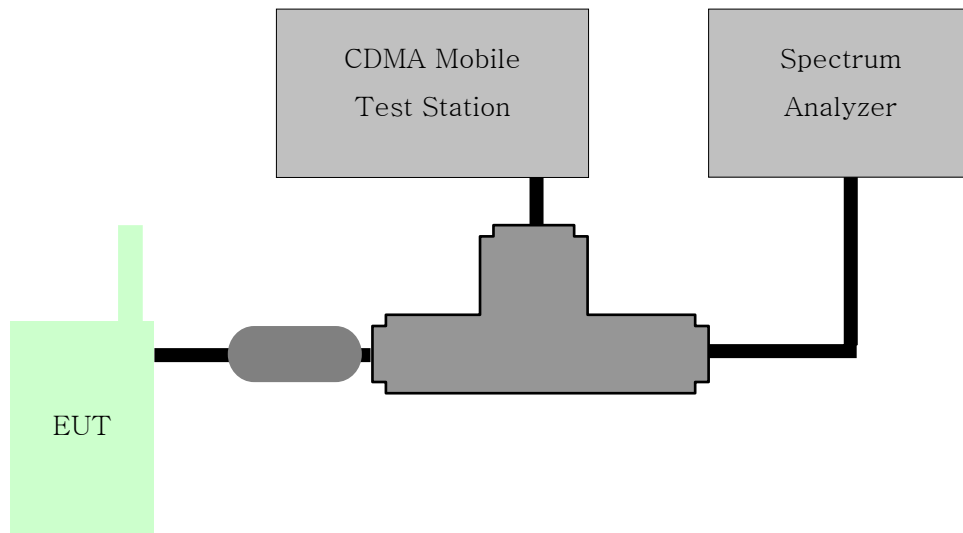 CDMA Mobile
Test Station
Spectrum
Analyzer
EUT